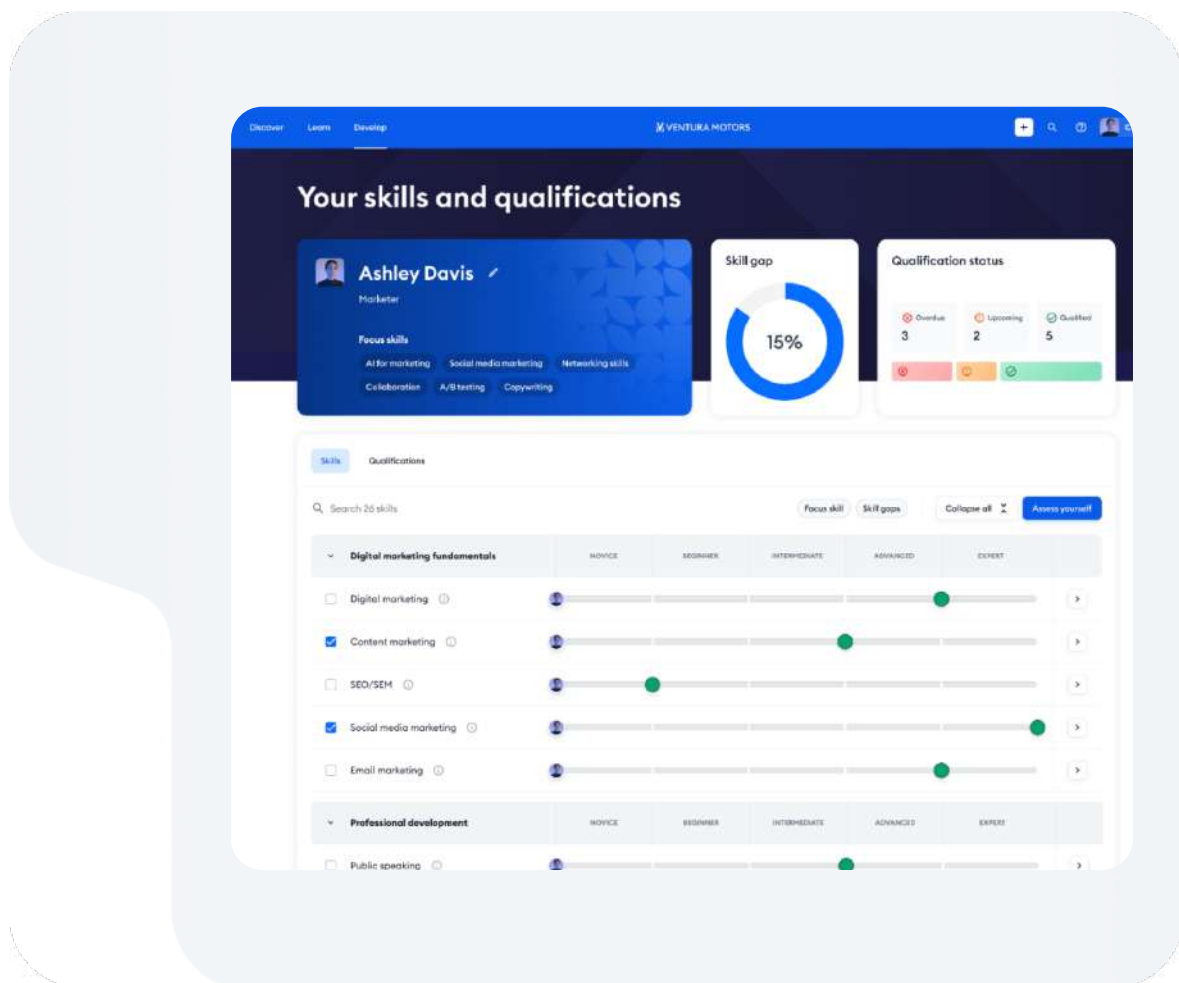 Discover Learn Develop VENTURA MOTORS
Your skills and qualifications
Ashley Davis
Marketer
Focus skills
AI for marketing Social media marketing Networking skills
Collaboration A/B testing Copywriting
Skill gap
15%
Qualification status
Overdue Upcoming Qualified
3 2 5
Skills Qualifications
Search 26 skills Focus skill Skill gaps Collapse all Assess yourself
Digital marketing fundamentals NOVICE BEGINNER INTERMEDIATE ADVANCED EXPERT
Digital marketing
Content marketing
SEO/SEM
Social media marketing
Email marketing
Professional development NOVICE BEGINNER INTERMEDIATE ADVANCED EXPERT
Public speaking